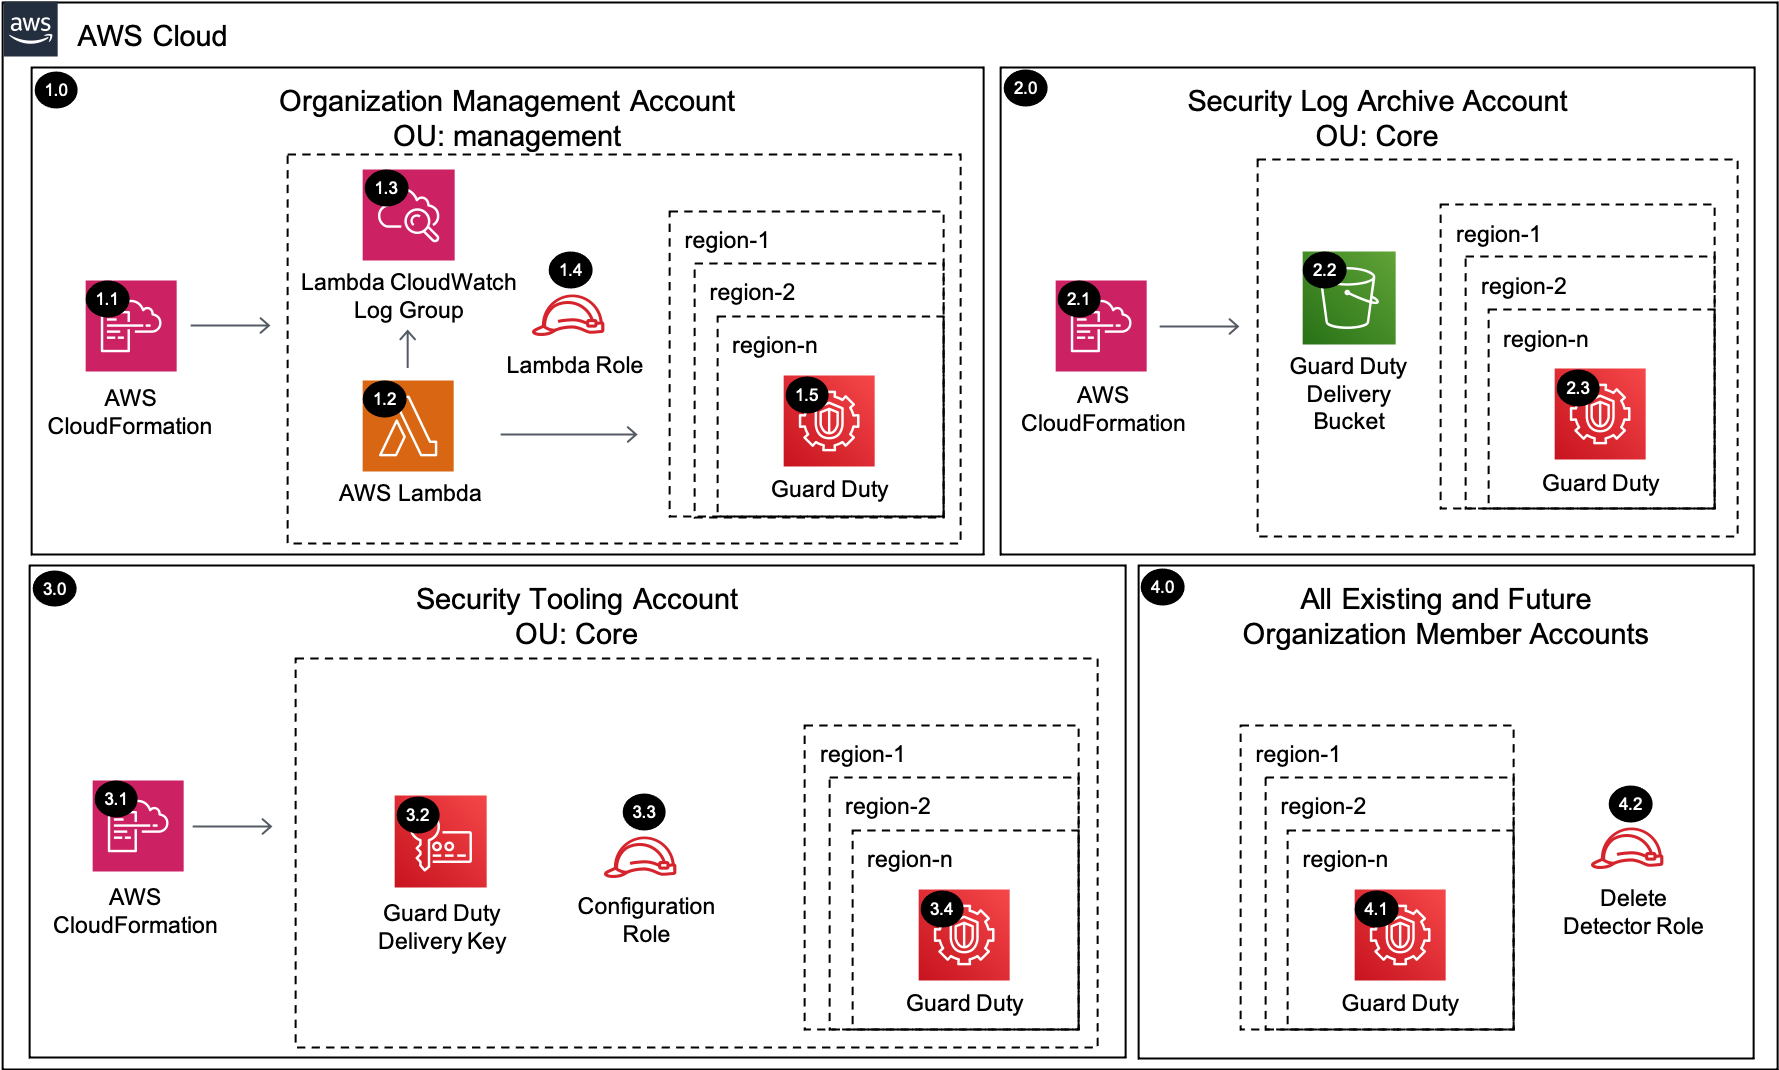 aws
AWS Cloud
1.0
Organization Management Account
OU: management
1.1
AWS
CloudFormation
1.3
Lambda CloudWatch
Log Group
1.2
AWS Lambda
1.4
Lambda Role
region-1
region-2
region-n
1.5
Guard Duty
2.0
Security Log Archive Account
OU: Core
2.1
AWS
CloudFormation
2.2
Guard Duty
Delivery
Bucket
region-1
region-2
region-n
2.3
Guard Duty
3.0
Security Tooling Account
OU: Core
3.1
AWS
CloudFormation
3.2
Guard Duty
Delivery Key
3.3
Configuration
Role
region-1
region-2
region-n
3.4
Guard Duty
4.0
All Existing and Future
Organization Member Accounts
region-1
region-2
region-n
4.1
Guard Duty
4.2
Delete
Detector Role